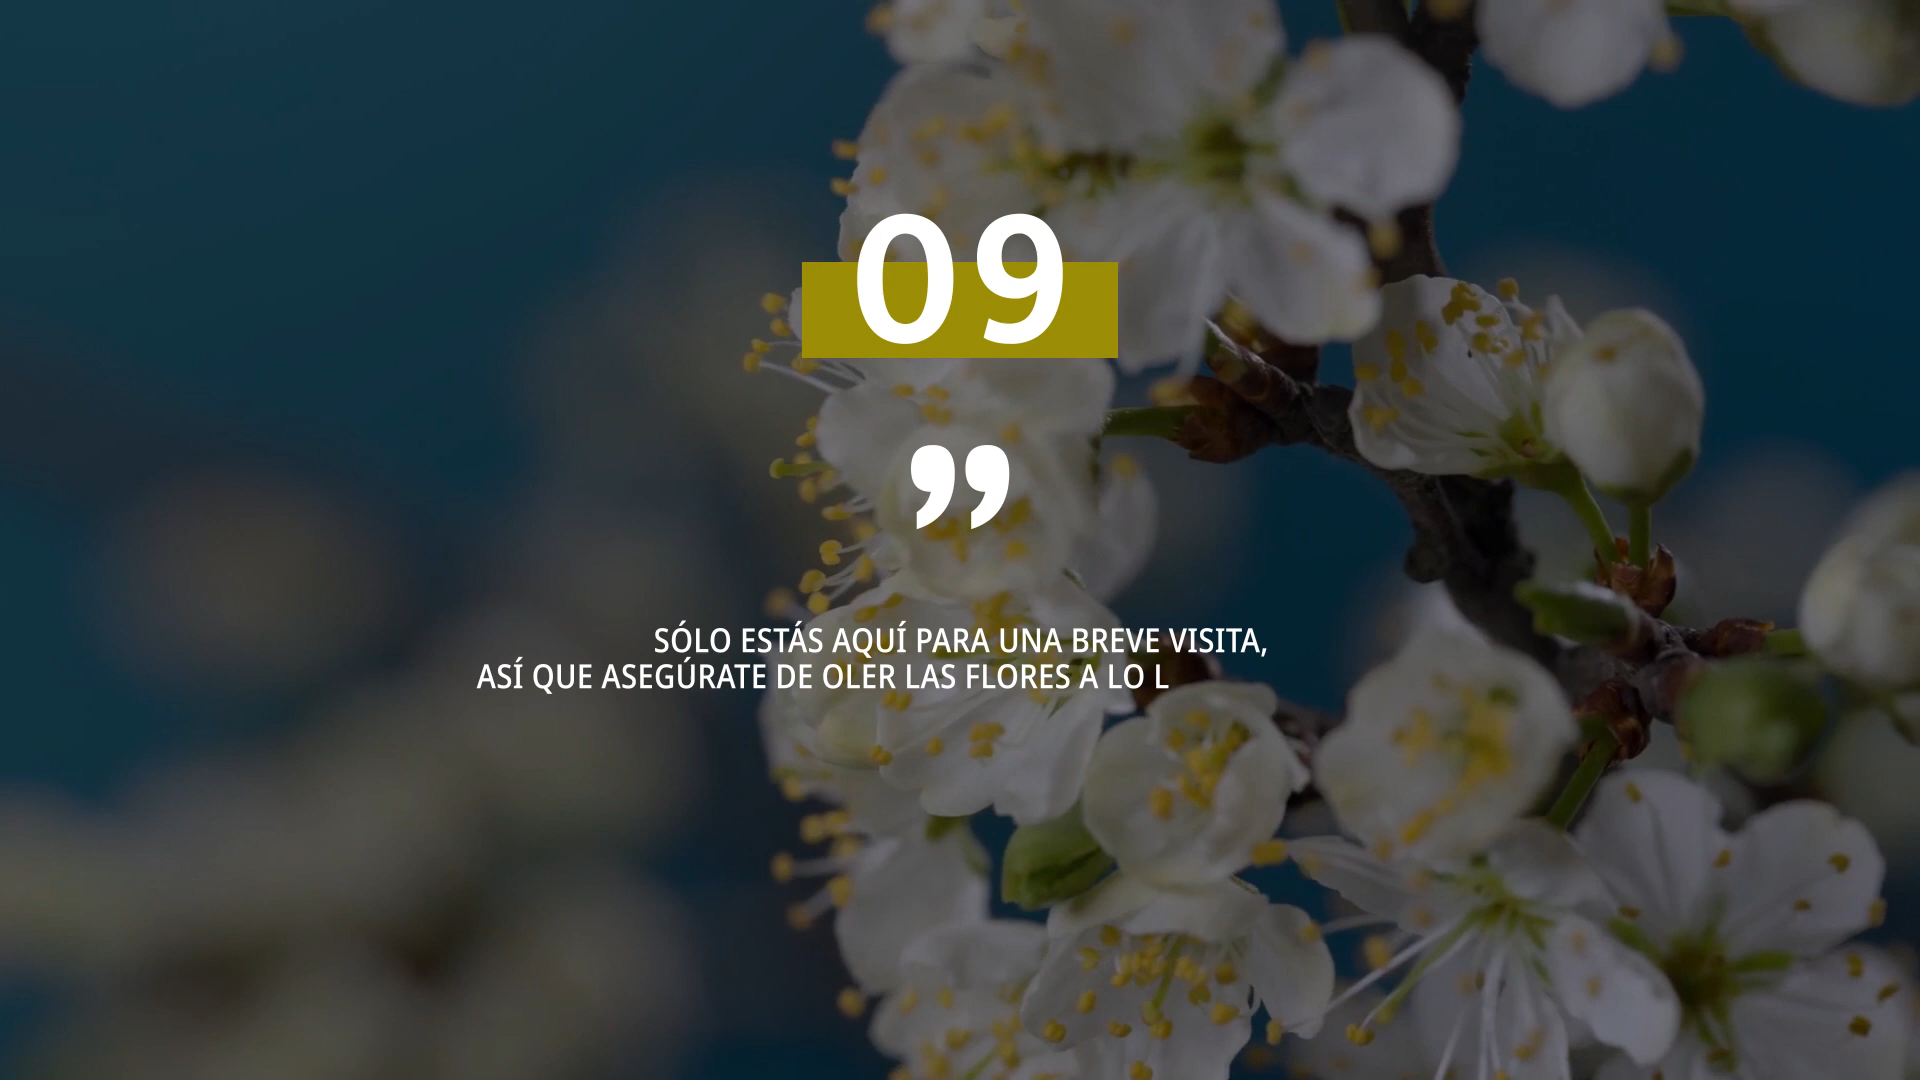 09
”
SÓLO ESTÁS AQUÍ PARA UNA BREVE VISITA,
ASÍ QUE ASEGÚRATE DE OLER LAS FLORES A LO L